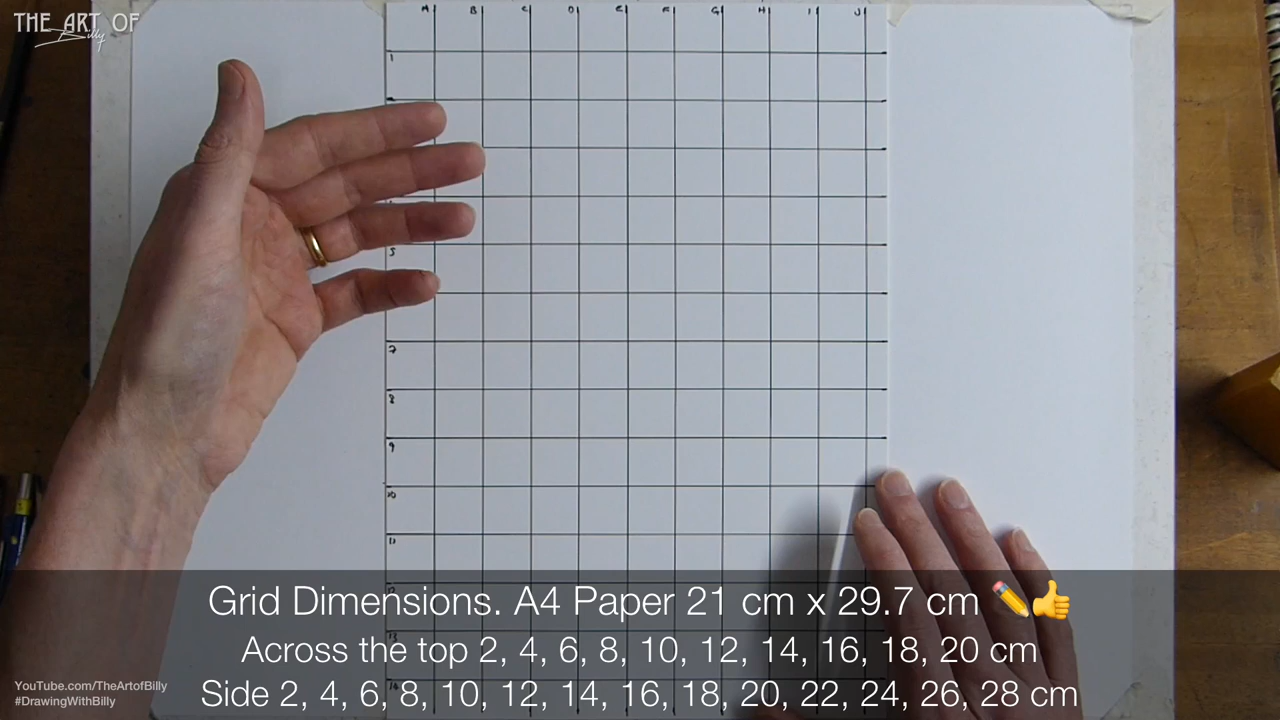 THE ART OF
Billy
A B C D E F G H I J
1
5
7
8
9
10
11
13
14
Grid Dimensions. A4 Paper 21 cm x 29.7 cm ✏️👍
Across the top 2, 4, 6, 8, 10, 12, 14, 16, 18, 20 cm
Side 2, 4, 6, 8, 10, 12, 14, 16, 18, 20, 22, 24, 26, 28 cm
YouTube.com/TheArtofBilly
#DrawingWithBilly